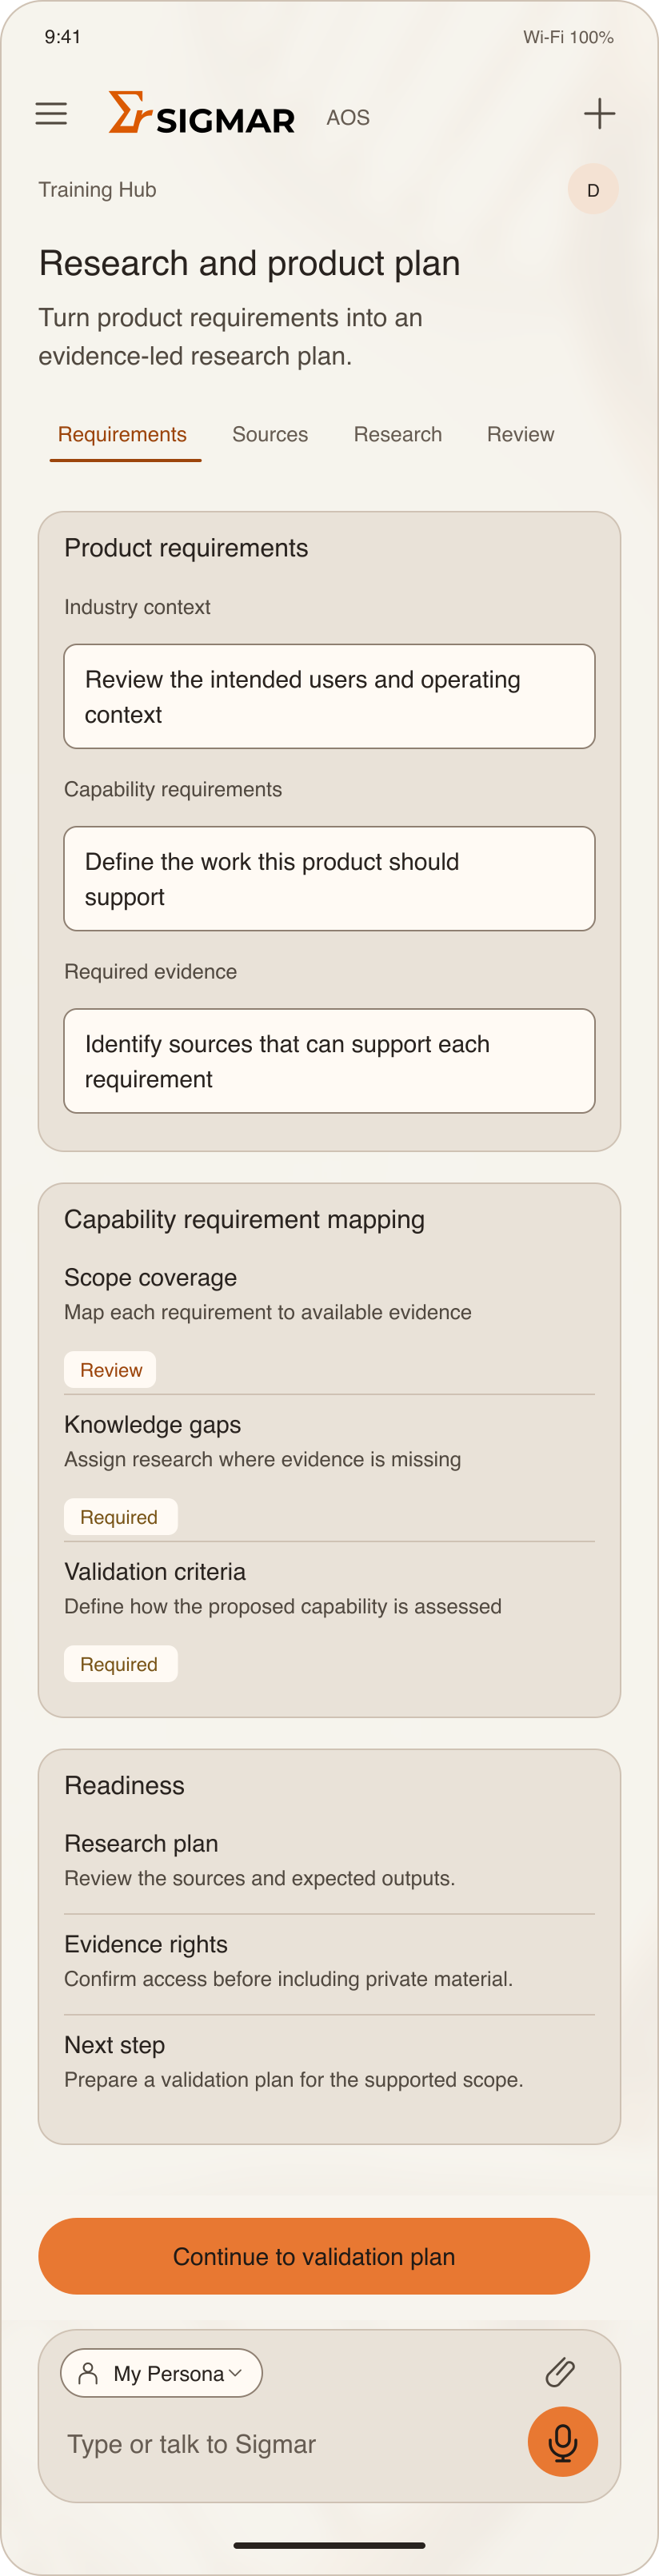 9:41
Wi-Fi 100%
Σr SIGMAR AOS
Training Hub
D
Research and product plan
Turn product requirements into an
evidence-led research plan.
Requirements Sources Research Review
Product requirements
Industry context
Review the intended users and operating
context
Capability requirements
Define the work this product should
support
Required evidence
Identify sources that can support each
requirement
Capability requirement mapping
Scope coverage
Map each requirement to available evidence
Review
Knowledge gaps
Assign research where evidence is missing
Required
Validation criteria
Define how the proposed capability is assessed
Required
Readiness
Research plan
Review the sources and expected outputs.
Evidence rights
Confirm access before including private material.
Next step
Prepare a validation plan for the supported scope.
Continue to validation plan
My Persona
Type or talk to Sigmar